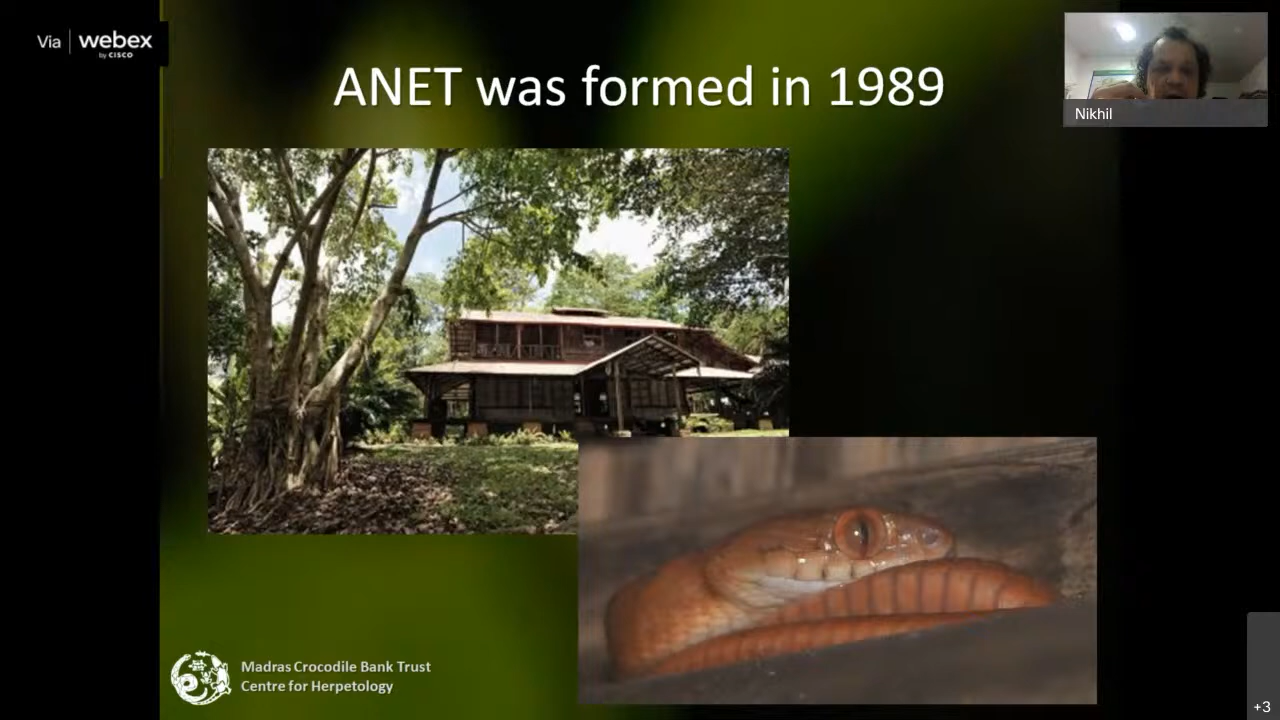 Via webex
by CISCO
ANET was formed in 1989
Nikhil
Madras Crocodile Bank Trust
Centre for Herpetology
+3